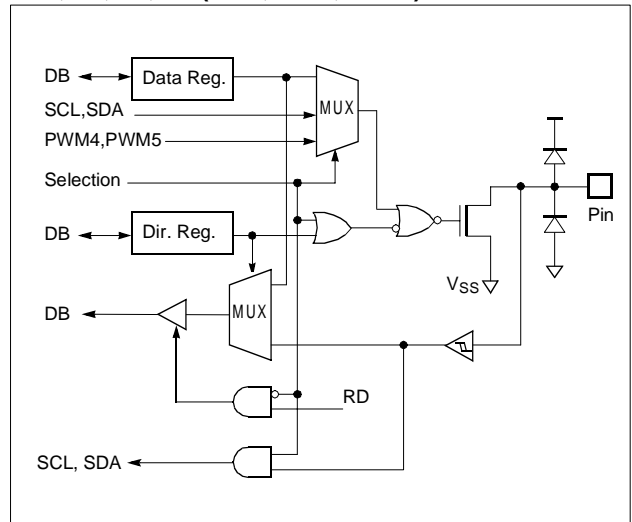 DB
Data Reg.
MUX
SCL,SDA
PWM4,PWM5
Selection
DB
Dir. Reg.
Pin
VSS
DB
MUX
RD
SCL, SDA